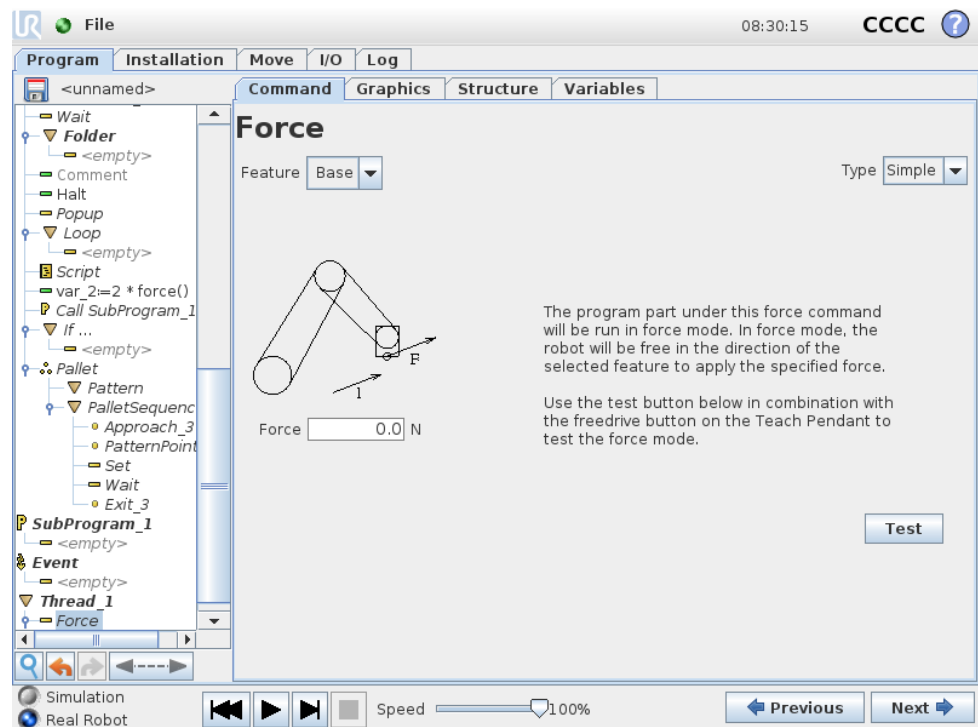 UR File 08:30:15 CCCC ?
Program Installation Move I/O Log
<unnamed> Command Graphics Structure Variables
Wait
Folder
<empty>
Comment
Halt
Popup
Loop
<empty>
Script
var_2:=2 * force()
P Call SubProgram_1
If ...
<empty>
Pallet
Pattern
PalletSequenc
Approach_3
PatternPoint
Set
Wait
Exit_3
P SubProgram_1
<empty>
Event
<empty>
Thread_1
Force
Force
Feature Base Type Simple
F
1
The program part under this force command
will be run in force mode. In force mode, the
robot will be free in the direction of the
selected feature to apply the specified force.
Use the test button below in combination with
the freedrive button on the Teach Pendant to
test the force mode.
Force 0.0 N
Test
Simulation
Real Robot
Speed 100%
Previous Next